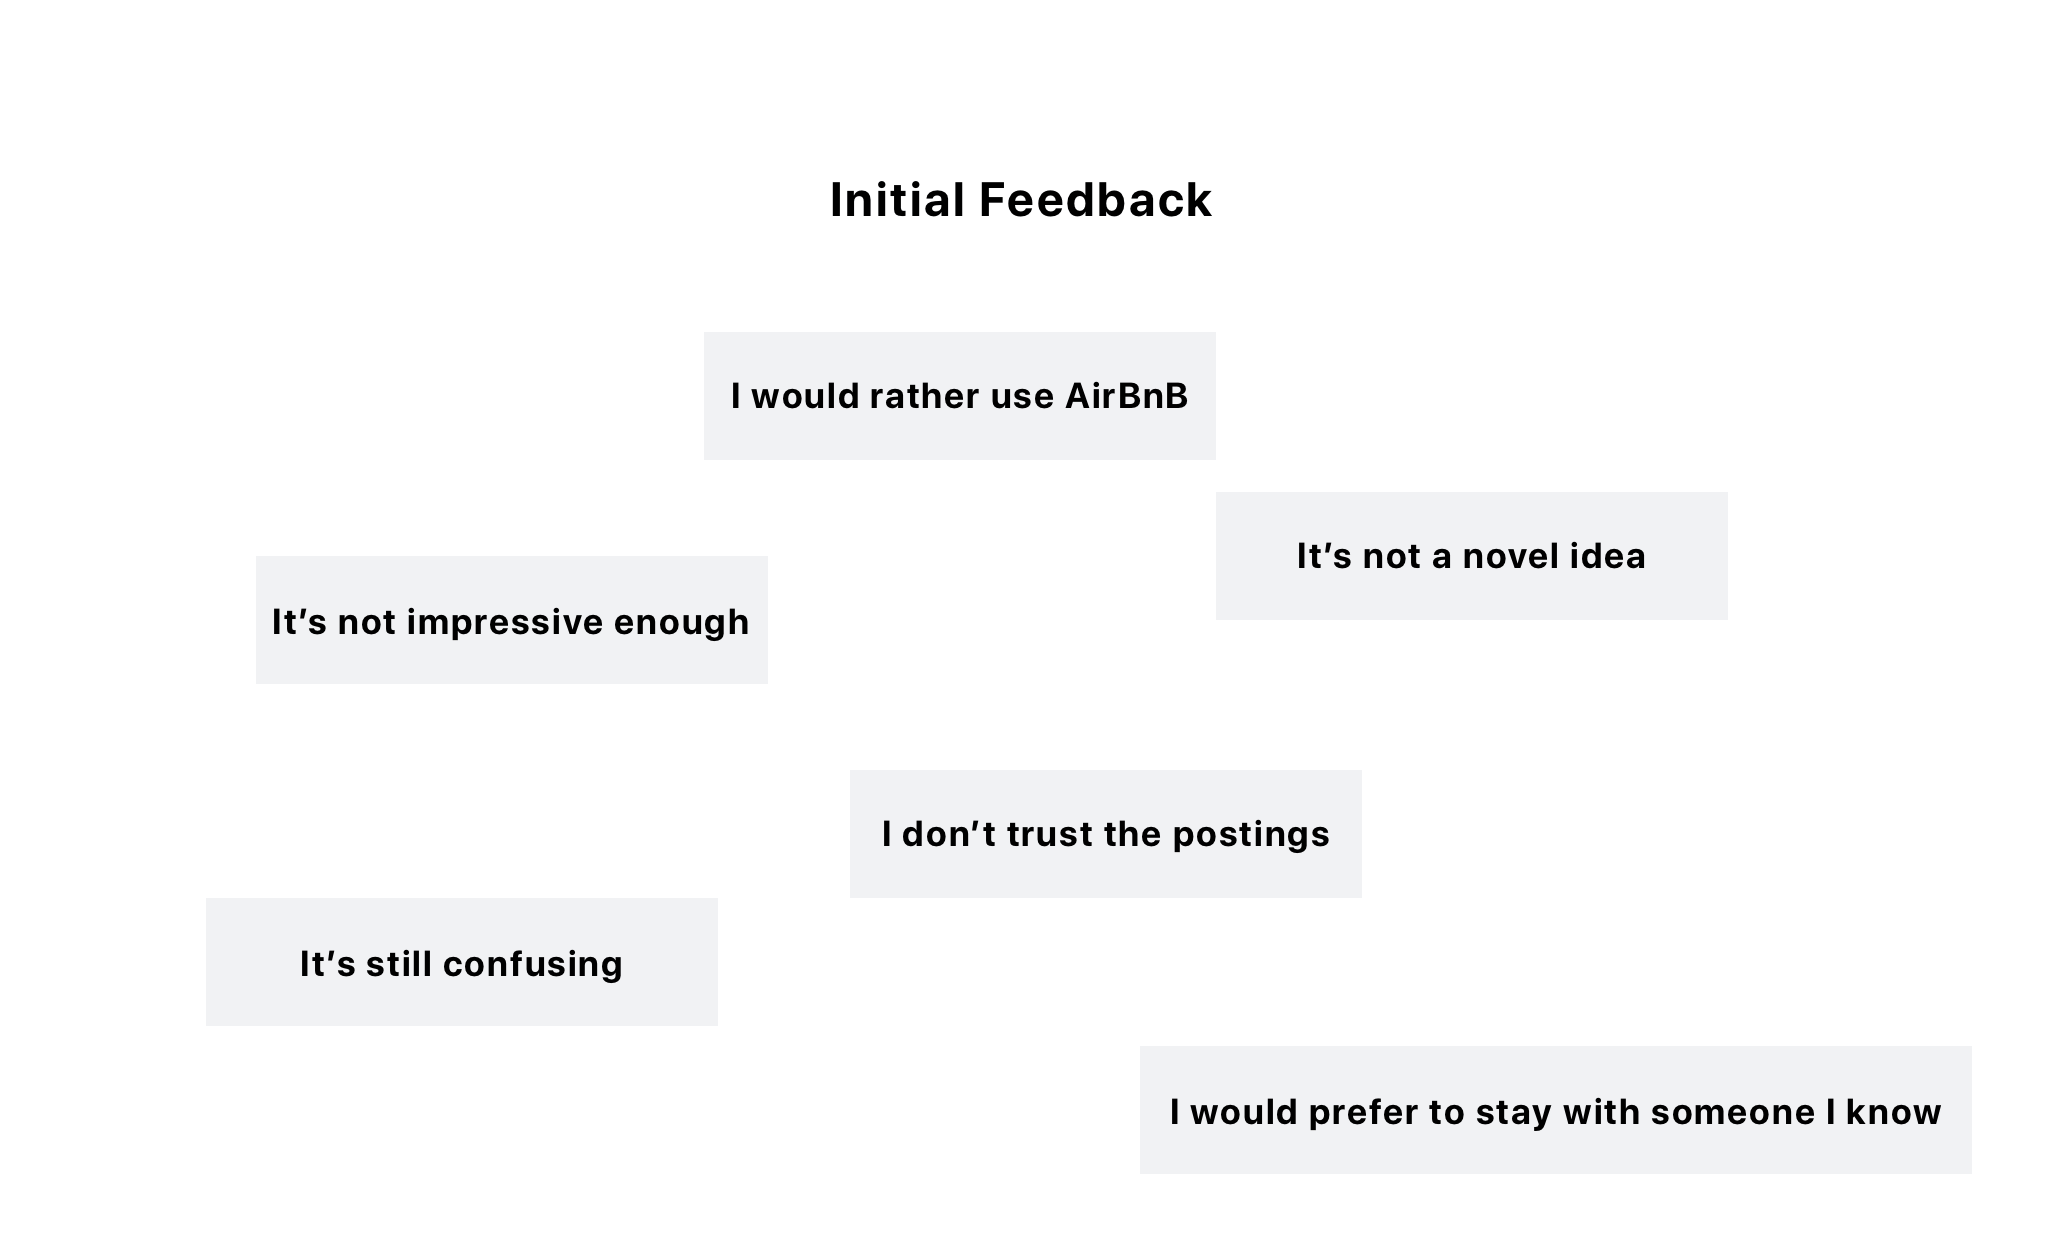 Initial Feedback
I would rather use AirBnB
It’s not a novel idea
It’s not impressive enough
I don’t trust the postings
It’s still confusing
I would prefer to stay with someone I know